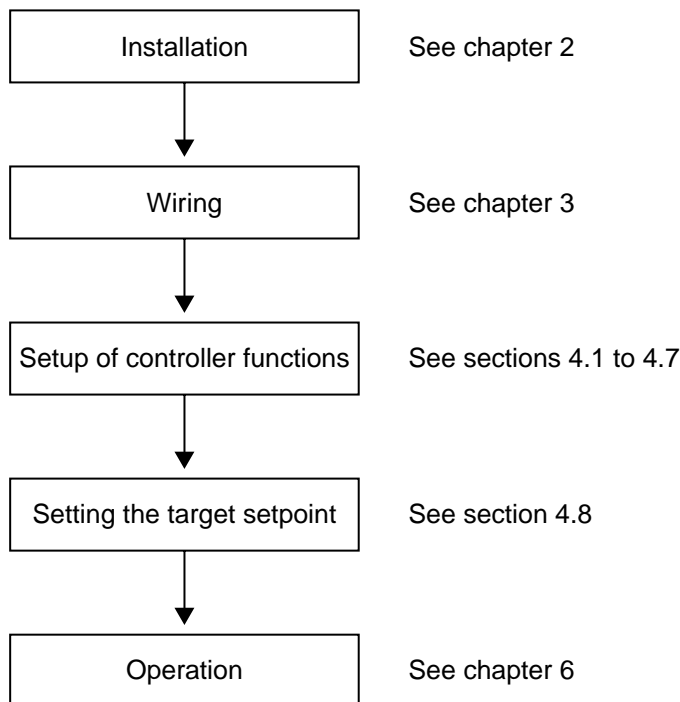 Installation See chapter 2
Wiring See chapter 3
Setup of controller functions See sections 4.1 to 4.7
Setting the target setpoint See section 4.8
Operation See chapter 6